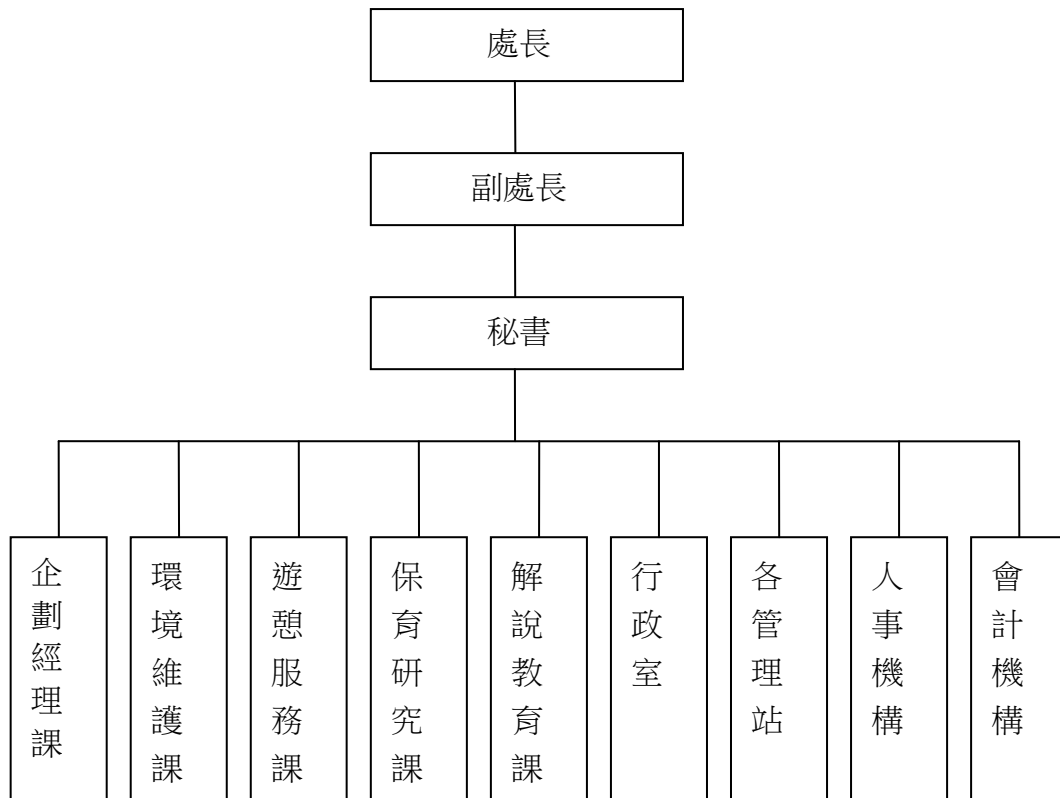 處長
副處長
秘書
企劃經理課
環境維護課
遊憩服務課
保育研究課
解說教育課
行政室
各管理站
人事機構
會計機構